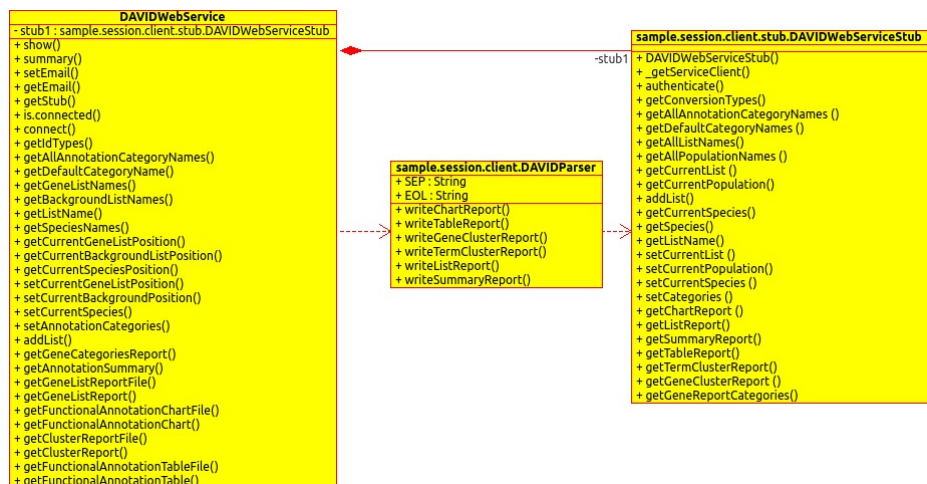 DAVIDWebService
- stub1 : sample.session.client.stub.DAVIDWebServiceStub
+ show()
+ summary()
+ setEmail()
+ getEmail()
+ getStub()
+ is.connected()
+ connect()
+ getIdTypes()
+ getAllAnnotationCategoryNames()
+ getDefaultCategoryName()
+ getGeneListNames()
+ getBackgroundListNames()
+ getListName()
+ getSpeciesNames()
+ getCurrentGeneListPosition()
+ getCurrentBackgroundListPosition()
+ getCurrentSpeciesPosition()
+ setCurrentGeneListPosition()
+ setCurrentBackgroundPosition()
+ setCurrentSpecies()
+ setAnnotationCategories()
+ addList()
+ getGeneCategoriesReport()
+ getAnnotationSummary()
+ getGeneListReportFile()
+ getGeneListReport()
+ getFunctionalAnnotationChartFile()
+ getFunctionalAnnotationChart()
+ getClusterReportFile()
+ getClusterReport()
+ getFunctionalAnnotationTableFile()
+ getFunctionalAnnotationTable()
sample.session.client.DAVIDParser
+ SEP : String
+ EOL : String
+ writeChartReport()
+ writeTableReport()
+ writeGeneClusterReport()
+ writeTermClusterReport()
+ writeListReport()
+ writeSummaryReport()
-stub1
sample.session.client.stub.DAVIDWebServiceStub
+ DAVIDWebServiceStub()
+ _getServiceClient()
+ authenticate()
+ getConversionTypes()
+ getAllAnnotationCategoryNames ()
+ getDefaultCategoryNames ()
+ getAllListNames()
+ getAllPopulationNames ()
+ getCurrentList ()
+ getCurrentPopulation()
+ addList()
+ getCurrentSpecies()
+ getSpecies()
+ getListName()
+ setCurrentList ()
+ setCurrentPopulation()
+ setCurrentSpecies ()
+ setCategories ()
+ getChartReport ()
+ getListReport()
+ getSummaryReport()
+ getTableReport()
+ getTermClusterReport()
+ getGeneClusterReport ()
+ getGeneReportCategories()